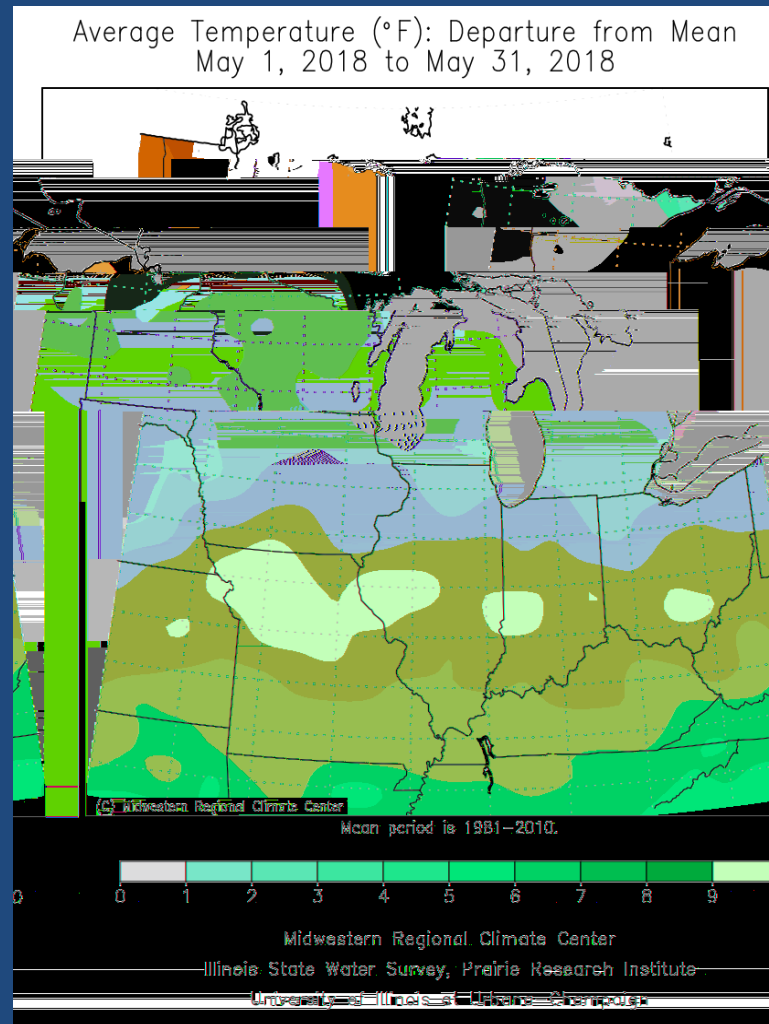 Average Temperature (°F): Departure from Mean
May 1, 2018 to May 31, 2018
(C) Midwestern Regional Climate Center
Mean period is 1981-2010.
0 1 2 3 4 5 6 7 8 9
Midwestern Regional Climate Center
Illinois State Water Survey, Prairie Research Institute
University of Illinois at Urbana-Champaign